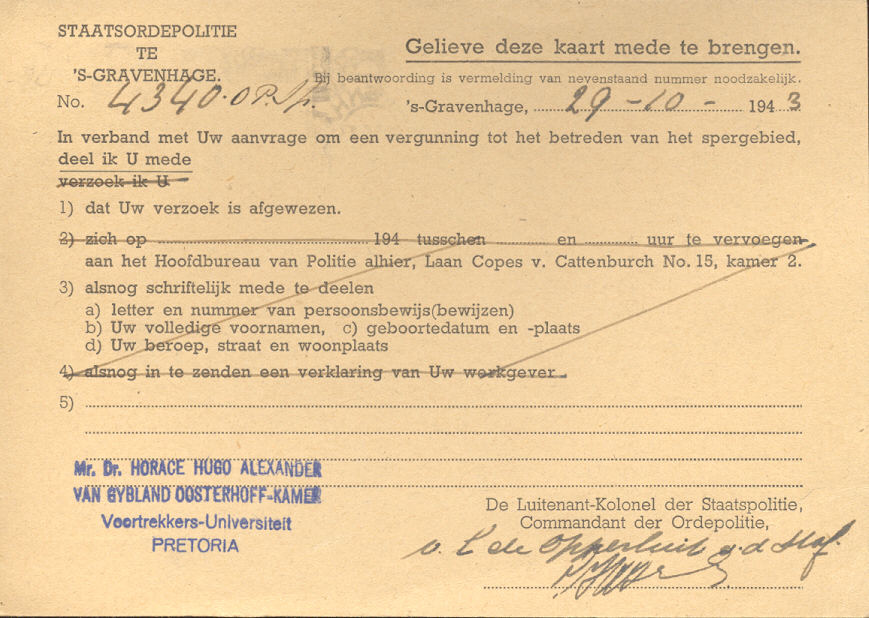 STAATSORDEPOLITIE
TE
'S-GRAVENHAGE.
No. 4340.O.P.Sp.
Gelieve deze kaart mede te brengen.
Bij beantwoording is vermelding van nevenstaand nummer noodzakelijk.
's-Gravenhage, 29-10- 1943
In verband met Uw aanvrage om een vergunning tot het betreden van het spergebied,
deel ik U mede
verzoek ik U
1) dat Uw verzoek is afgewezen.
2) zich op 194 tusschen en uur te vervoegen
aan het Hoofdbureau van Politie alhier, Laan Copes v. Cattenburch No. 15, kamer 2.
3) alsnog schriftelijk mede te deelen
a) letter en nummer van persoonsbewijs(bewijzen)
b) Uw volledige voornamen, c) geboortedatum en -plaats
d) Uw beroep, straat en woonplaats
4) alsnog in te zenden een verklaring van Uw werkgever
5)
Mr. Dr. HORACE HUGO ALEXANDER
VAN GYBLAND OOSTERHOFF-KAMER
Voortrekkers-Universiteit
PRETORIA
De Luitenant-Kolonel der Staatspolitie,
Commandant der Ordepolitie,
de Opperluit a.d Staf.